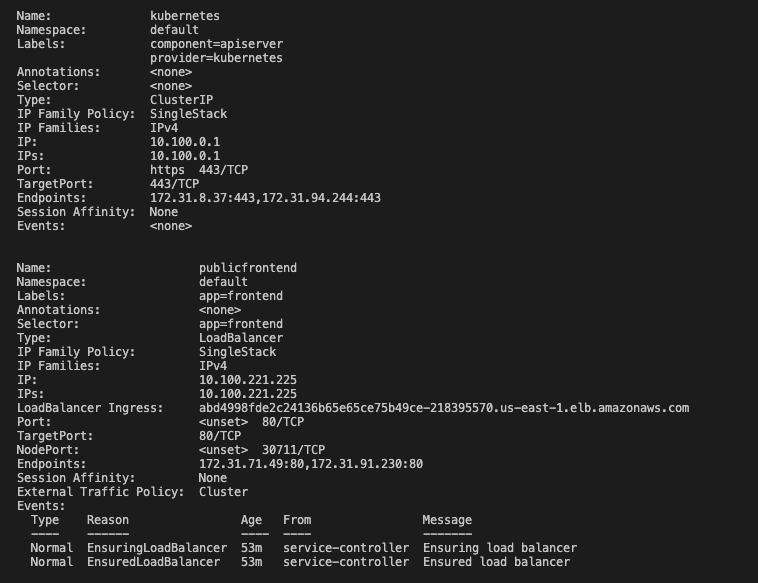 Name:              kubernetes
Namespace:         default
Labels:            component=apiserver
                   provider=kubernetes
Annotations:       <none>
Selector:          <none>
Type:              ClusterIP
IP Family Policy:  SingleStack
IP Families:       IPv4
IP:                10.100.0.1
IPs:               10.100.0.1
Port:              https  443/TCP
TargetPort:        443/TCP
Endpoints:         172.31.8.37:443,172.31.94.244:443
Session Affinity:  None
Events:            <none>
Name:                     publicfrontend
Namespace:                default
Labels:                   app=frontend
Annotations:              <none>
Selector:                 app=frontend
Type:                     LoadBalancer
IP Family Policy:         SingleStack
IP Families:              IPv4
IP:                       10.100.221.225
IPs:                      10.100.221.225
LoadBalancer Ingress:     abd4998fde2c24136b65e65ce75b49ce-218395570.us-east-1.elb.amazonaws.com
Port:                     <unset>  80/TCP
TargetPort:               80/TCP
NodePort:                 <unset>  30711/TCP
Endpoints:                172.31.71.49:80,172.31.91.230:80
Session Affinity:         None
External Traffic Policy:  Cluster
Events:
  Type    Reason                Age   From                Message
  ----    ------                ----  ----                -------
  Normal  EnsuringLoadBalancer  53m   service-controller  Ensuring load balancer
  Normal  EnsuredLoadBalancer   53m   service-controller  Ensured load balancer